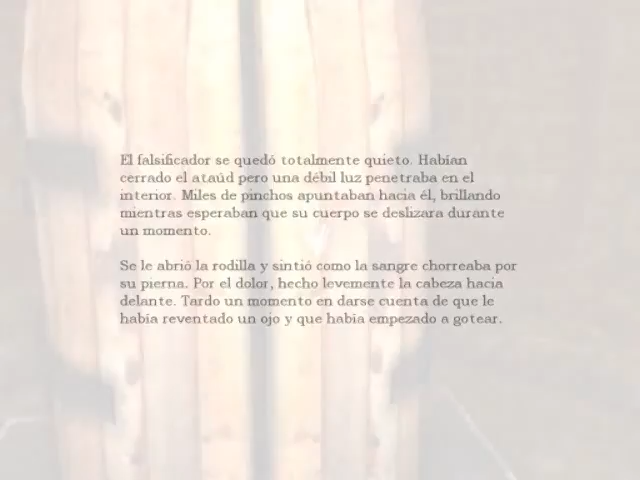 El falsificador se quedó totalmente quieto. Habían
cerrado el ataúd pero una débil luz penetraba en el
interior. Miles de pinchos apuntaban hacia él, brillando
mientras esperaban que su cuerpo se deslizara durante
un momento.
Se le abrió la rodilla y sintió como la sangre chorreaba por
su pierna. Por el dolor, hecho levemente la cabeza hacia
delante. Tardo un momento en darse cuenta de que le
había reventado un ojo y que había empezado a gotear.